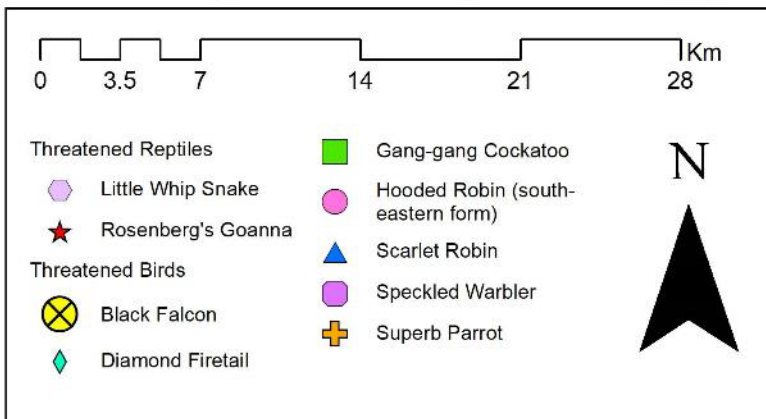 0 3.5 7 14 21 28 Km
Threatened Reptiles
Little Whip Snake
Rosenberg's Goanna
Threatened Birds
Black Falcon
Diamond Firetail
Gang-gang Cockatoo
Hooded Robin (south-
eastern form)
Scarlet Robin
Speckled Warbler
Superb Parrot
N